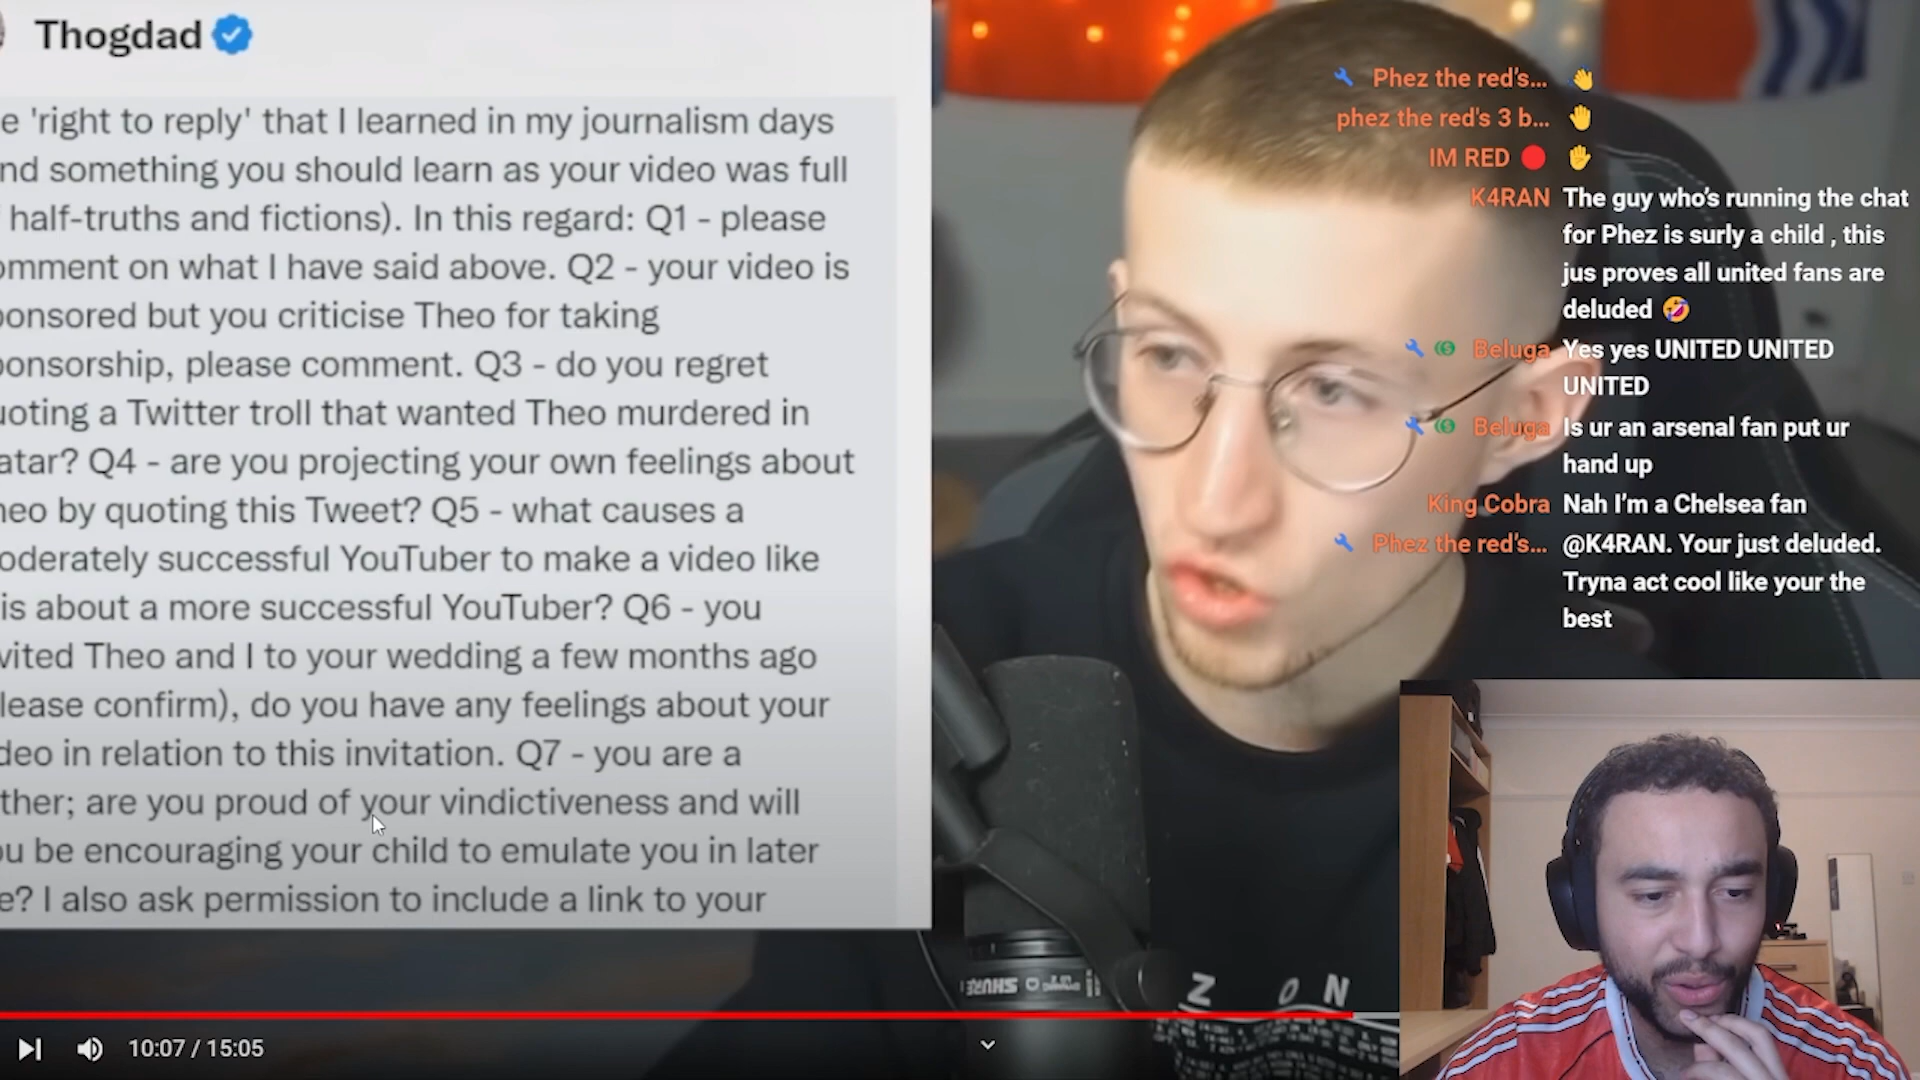 Thogdad
e 'right to reply' that I learned in my journalism days
nd something you should learn as your video was full
half-truths and fictions). In this regard: Q1 - please
omment on what I have said above. Q2 - your video is
ponsored but you criticise Theo for taking
ponsorship, please comment. Q3 - do you regret
uoting a Twitter troll that wanted Theo murdered in
atar? Q4 - are you projecting your own feelings about
heo by quoting this Tweet? Q5 - what causes a
oderately successful YouTuber to make a video like
is about a more successful YouTuber? Q6 - you
vited Theo and I to your wedding a few months ago
lease confirm), do you have any feelings about your
deo in relation to this invitation. Q7 - you are a
ther; are you proud of your vindictiveness and will
ou be encouraging your child to emulate you in later
e? I also ask permission to include a link to your
10:07 / 15:05
SHURE
Z O N
Phez the red's... 👋
phez the red's 3 b... 🤚
IM RED 🔴 ✋
K4RAN The guy who's running the chat
for Phez is surly a child , this
jus proves all united fans are
deluded 🤣
Beluga Yes yes UNITED UNITED
UNITED
Beluga Is ur an arsenal fan put ur
hand up
King Cobra Nah I'm a Chelsea fan
Phez the red's... @K4RAN. Your just deluded.
Tryna act cool like your the
best